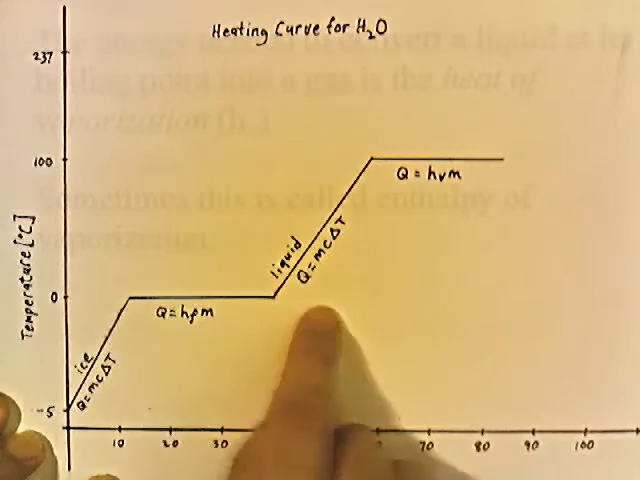 Heating Curve for H₂O
The energy needed to convert a liquid at its
237
boiling point into a gas is the heat of
vaporization (h
100
Q = hvm
Sometimes this is called enthalpy of
vaporization.
Temperature [°C]
liquid
Q = mcΔT
0
Q = hfm
ice
Q = mcΔT
-5
10 20 30 70 80 90 100